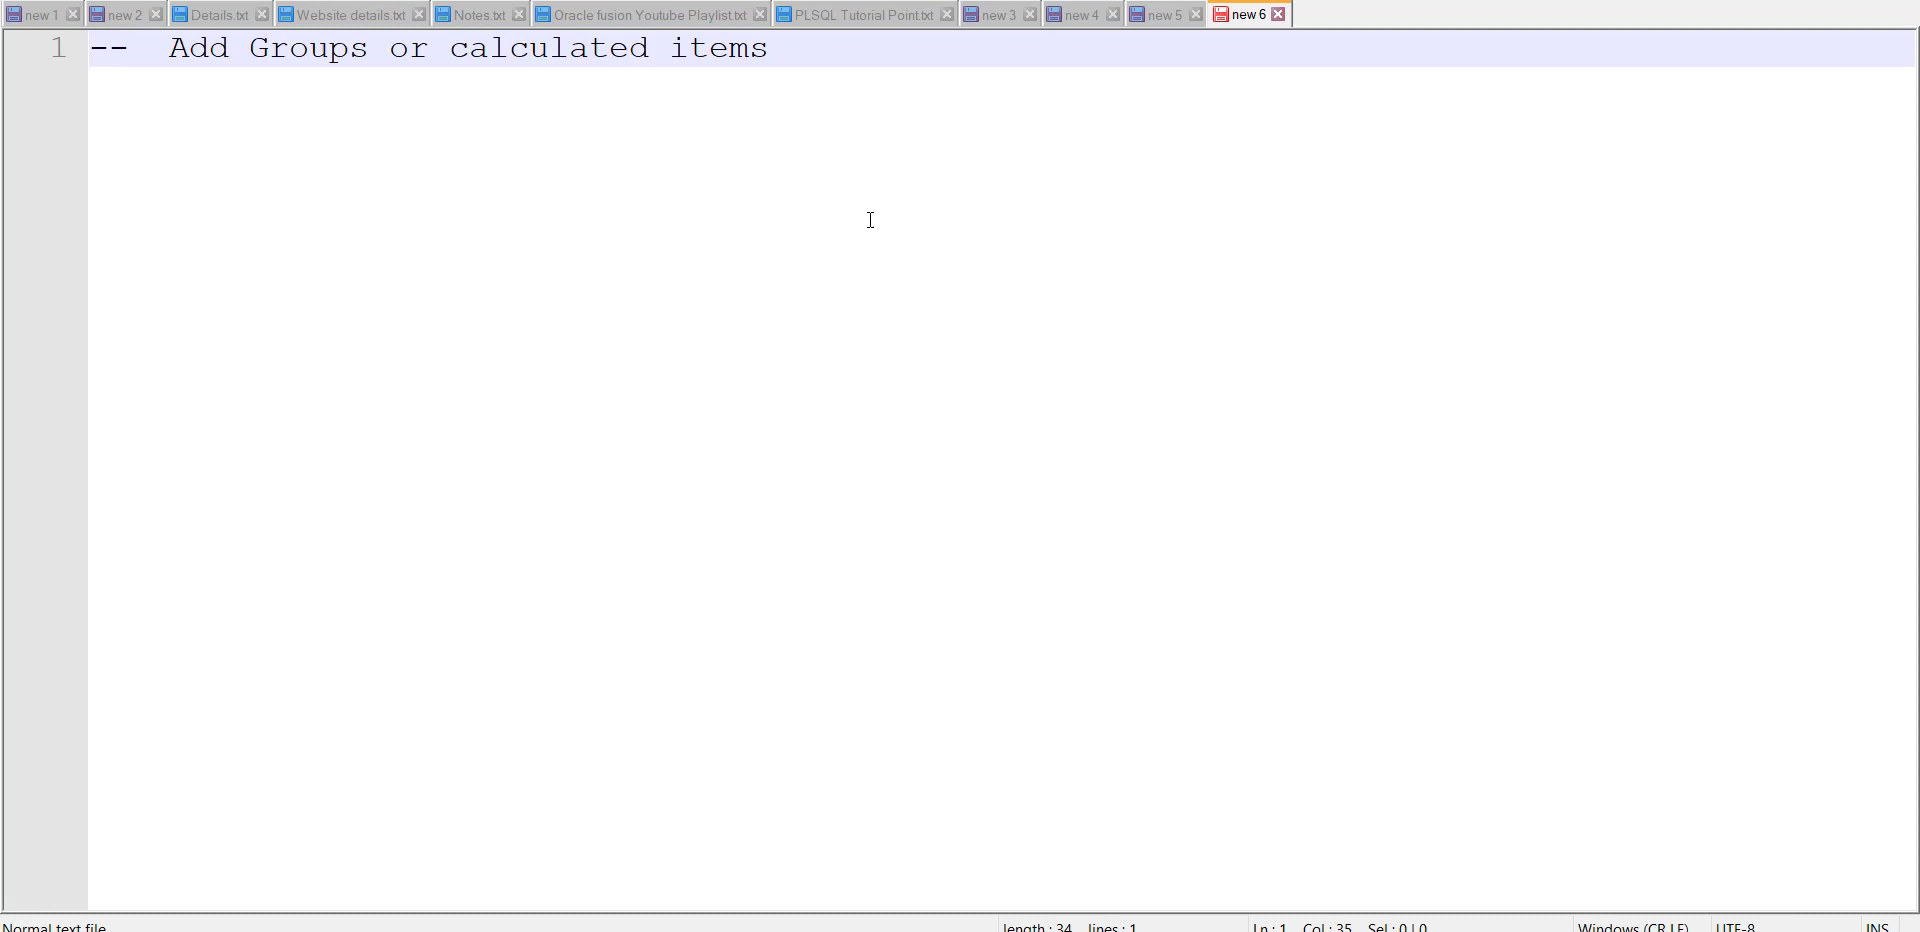 new 1 new 2 Details.txt Website details.txt Notes.txt Oracle fusion Youtube Playlist.txt PLSQL Tutorial Point.txt new 3 new 4 new 5 new 6
1 --  Add Groups or calculated items
Normal text file length : 34 lines : 1 Ln : 1 Col : 35 Sel : 0 | 0 Windows (CR LF) UTF-8 INS